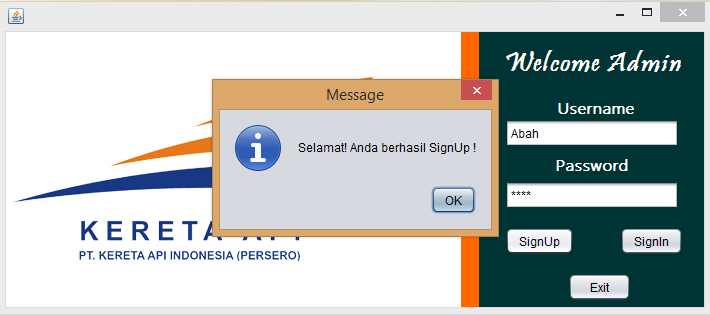 Welcome Admin
Message
Username
Abah
Selamat! Anda berhasil SignUp !
Password
****
OK
KERETA API
PT. KERETA API INDONESIA (PERSERO)
SignUp
SignIn
Exit